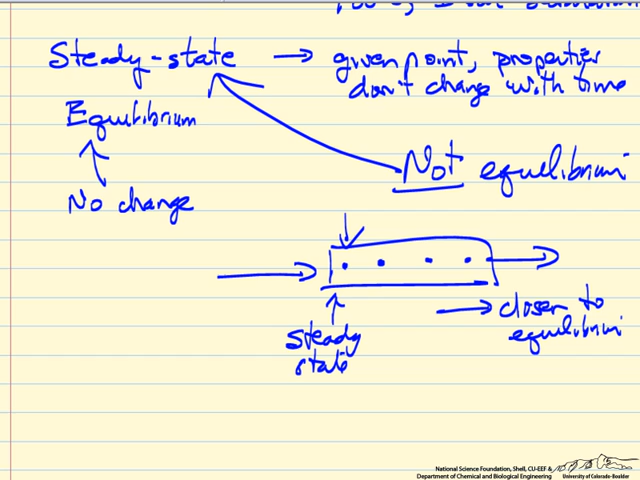 Steady-state → given point, properties
don't change with time
Equilibrium
Not equilibrium
No change
steady
state
closer to
equilibrium
National Science Foundation, Shell, CU-EEF &
Department of Chemical and Biological Engineering
University of Colorado-Boulder